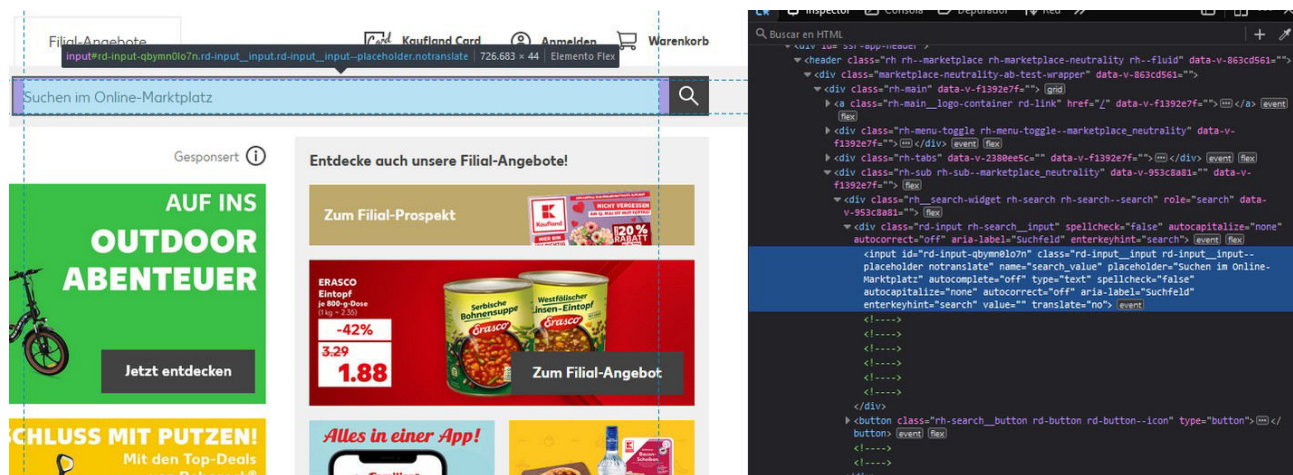 Filial-Angebote
Card Kaufland Card
Anmelden
Warenkorb
input#rd-input-qbymn0lo7n.rd-input__input.rd-input__input--placeholder.notranslate 726.683 × 44 Elemento Flex
Suchen im Online-Marktplatz
Gesponsert
AUF INS
OUTDOOR
ABENTEUER
Jetzt entdecken
CHLUSS MIT PUTZEN!
Mit den Top-Deals
Entdecke auch unsere Filial-Angebote!
Zum Filial-Prospekt
Kaufland
NICHT VERGESSEN
20%
RABATT
ERASCO
Eintopf
je 800-g-Dose
(1 kg = 2.35)
-42%
3.29
1.88
Serbische
Bohnensuppe
Erasco
Westfälischer
Linsen-Eintopf
Erasco
Zum Filial-Angebot
Alles in einer App!
Inspector Consola Depurador Red
Buscar en HTML
<div id="ssr-app-header">
<header class="rh rh--marketplace rh-marketplace-neutrality rh--fluid" data-v-863cd561="">
<div class="marketplace-neutrality-ab-test-wrapper" data-v-863cd561="">
<div class="rh-main" data-v-f1392e7f=""> grid
<a class="rh-main__logo-container rd-link" href="/" data-v-f1392e7f=""></a> event
flex
<div class="rh-menu-toggle rh-menu-toggle--marketplace_neutrality" data-v-
f1392e7f=""></div> event flex
<div class="rh-tabs" data-v-2380ee5c="" data-v-f1392e7f=""></div> event flex
<div class="rh-sub rh-sub--marketplace_neutrality" data-v-953c8a81="" data-v-
f1392e7f=""> flex
<div class="rh__search-widget rh-search rh-search--search" role="search" data-
v-953c8a81=""> flex
<div class="rd-input rh-search__input" spellcheck="false" autocapitalize="none"
autocorrect="off" aria-label="Suchfeld" enterkeyhint="search"> event flex
<input id="rd-input-qbymn0lo7n" class="rd-input__input rd-input__input--
placeholder notranslate" name="search_value" placeholder="Suchen im Online-
Marktplatz" autocomplete="off" type="text" spellcheck="false"
autocapitalize="none" autocorrect="off" aria-label="Suchfeld"
enterkeyhint="search" value="" translate="no"> event
<!---->
<!---->
<!---->
<!---->
<!---->
<!---->
</div>
<button class="rh-search__button rd-button rd-button--icon" type="button"></
button> event flex
<!---->
<!---->